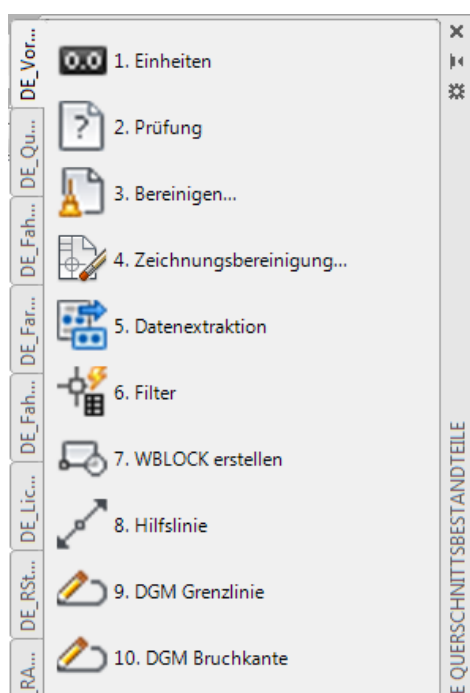 DE_Vor...
DE_Qu...
DE_Fah...
DE_Far...
DE_Fah...
DE_Lic...
DE_RSt...
_RA...
0.0 1. Einheiten
2. Prüfung
3. Bereinigen...
4. Zeichnungsbereinigung...
5. Datenextraktion
6. Filter
7. WBLOCK erstellen
8. Hilfslinie
9. DGM Grenzlinie
10. DGM Bruchkante
E QUERSCHNITTSBESTANDTEILE